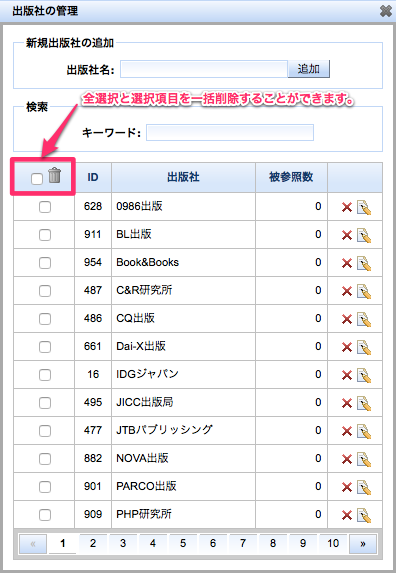 出版社の管理
新規出版社の追加
出版社名: 追加
全選択と選択項目を一括削除することができます。
検索
キーワード:
ID 出版社 被参照数
628 0986出版 0
911 BL出版 0
954 Book&Books 0
487 C&R研究所 0
486 CQ出版 0
661 Dai-X出版 0
16 IDGジャパン 0
495 JICC出版局 0
477 JTBパブリッシング 0
882 NOVA出版 0
901 PARCO出版 0
909 PHP研究所 0
« 1 2 3 4 5 6 7 8 9 10 »